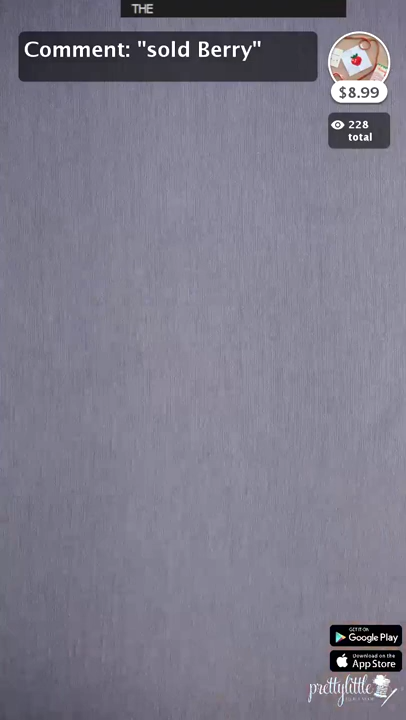 THE
Comment: "sold Berry"
$8.99
228
total
GET IT ON
Google Play
Download on the
App Store
prettylittle